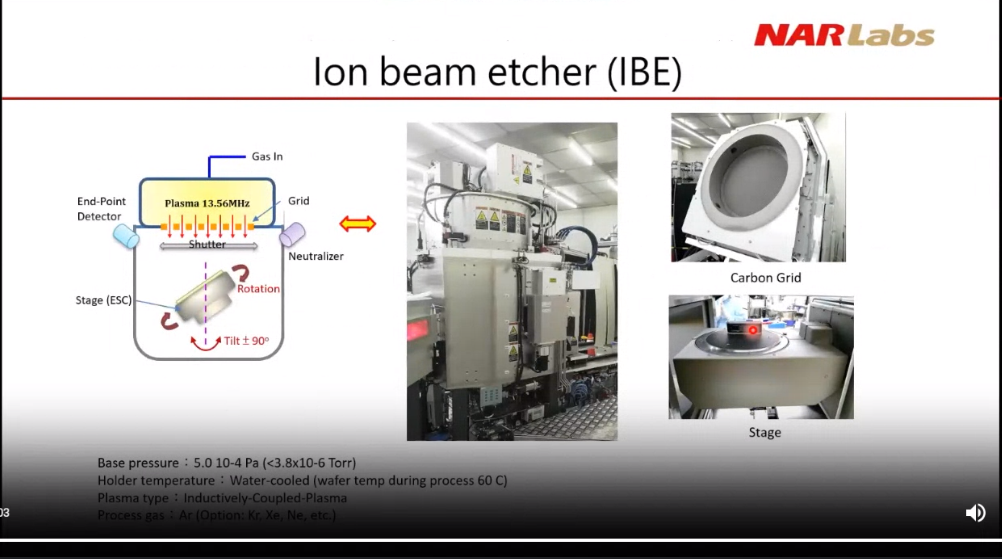 NARLabs
Ion beam etcher (IBE)
Gas In
End-Point
Detector
Plasma 13.56MHz
Grid
Shutter
Neutralizer
Stage (ESC)
Rotation
Tilt ± 90°
Carbon Grid
Stage
Base pressure：5.0 10-4 Pa (<3.8x10-6 Torr)
Holder temperature：Water-cooled (wafer temp during process 60 C)
Plasma type：Inductively-Coupled-Plasma
Process gas：Ar (Option: Kr, Xe, Ne, etc.)
03